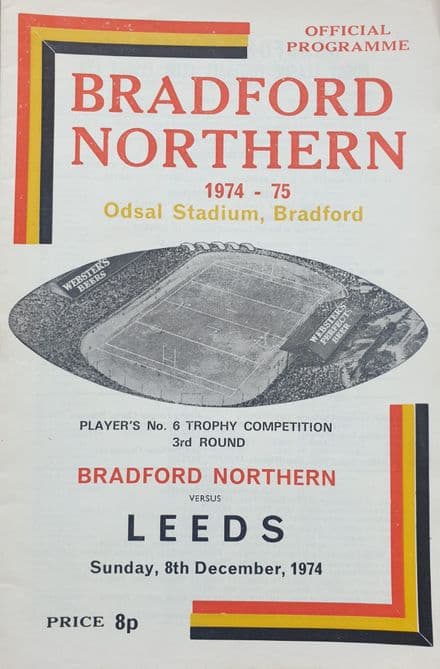 OFFICIAL
PROGRAMME
BRADFORD
NORTHERN
1974 - 75
Odsal Stadium, Bradford
WEBSTER'S
BEERS
WEBSTER'S
PERFECT
BEER
PLAYER'S No. 6 TROPHY COMPETITION
3rd ROUND
BRADFORD NORTHERN
VERSUS
LEEDS
Sunday, 8th December, 1974
PRICE 8p